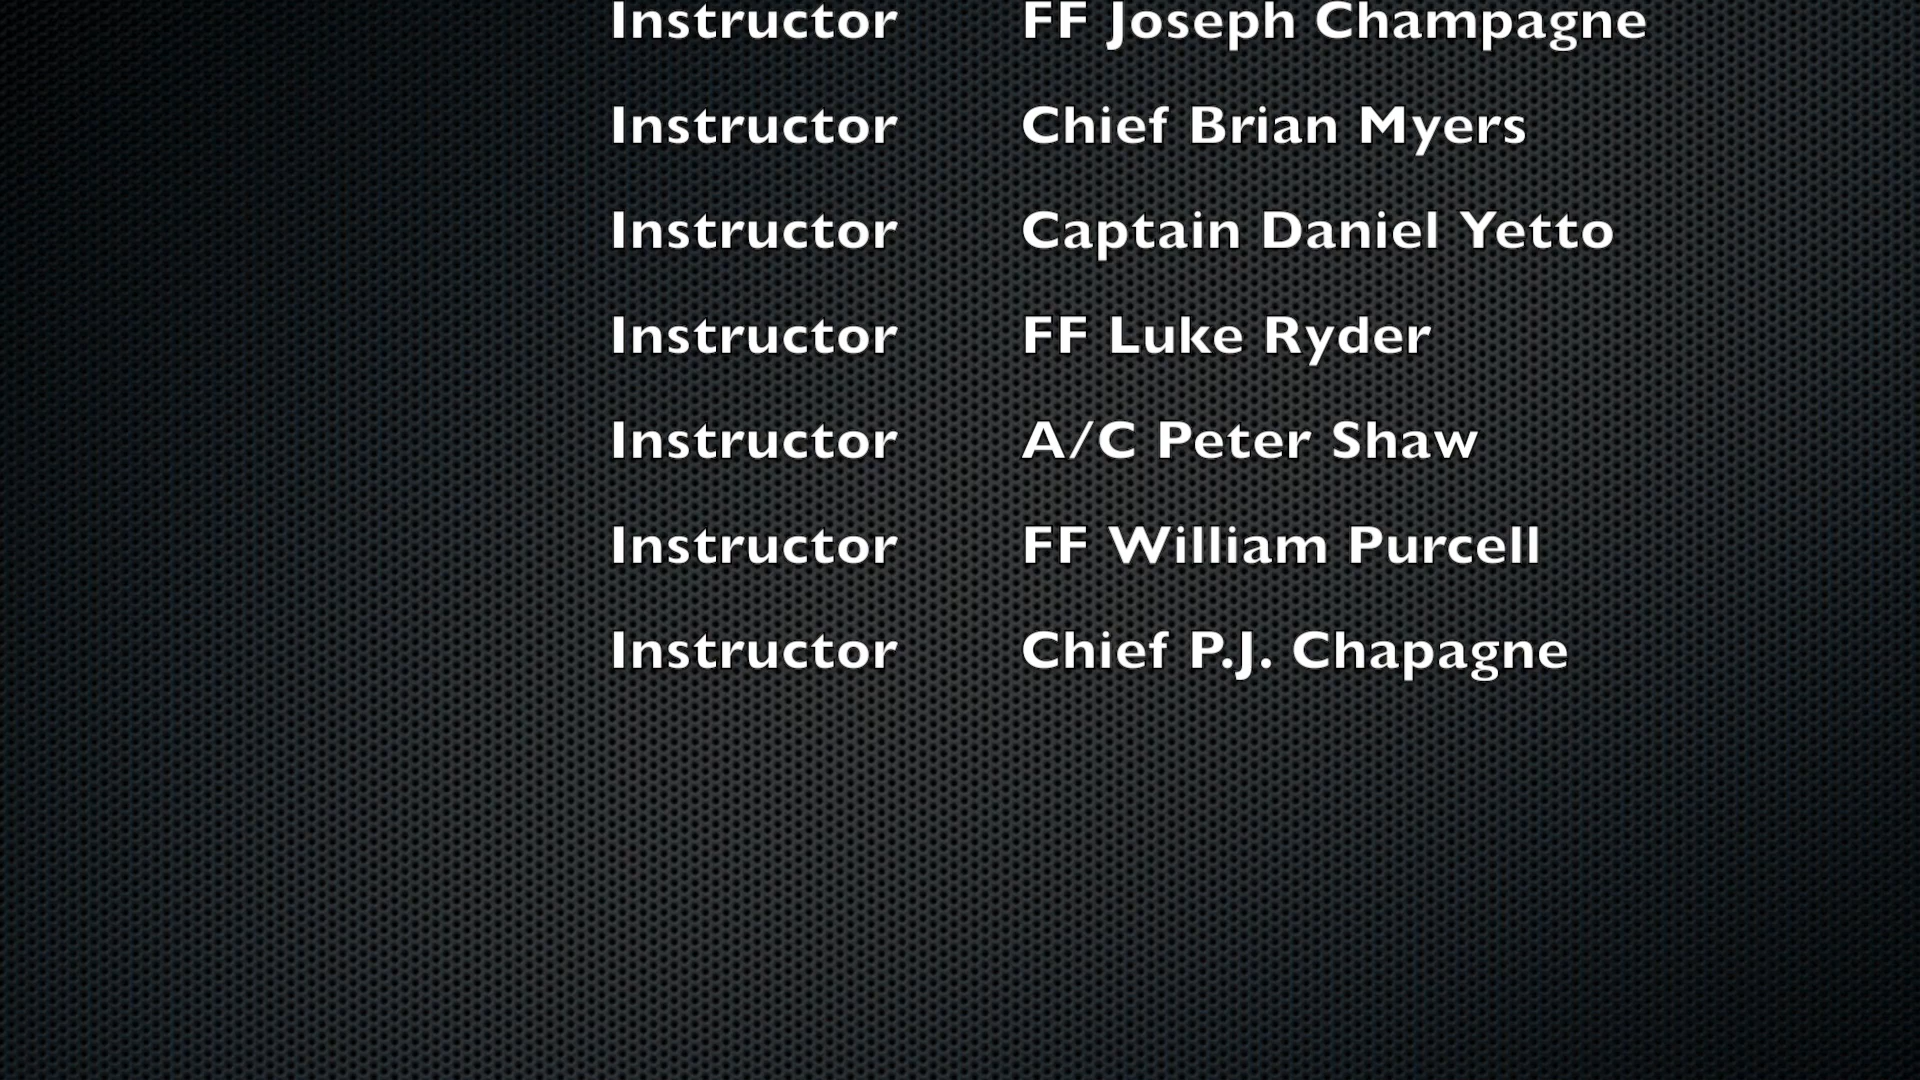 Instructor FF Joseph Champagne
Instructor Chief Brian Myers
Instructor Captain Daniel Yetto
Instructor FF Luke Ryder
Instructor A/C Peter Shaw
Instructor FF William Purcell
Instructor Chief P.J. Chapagne